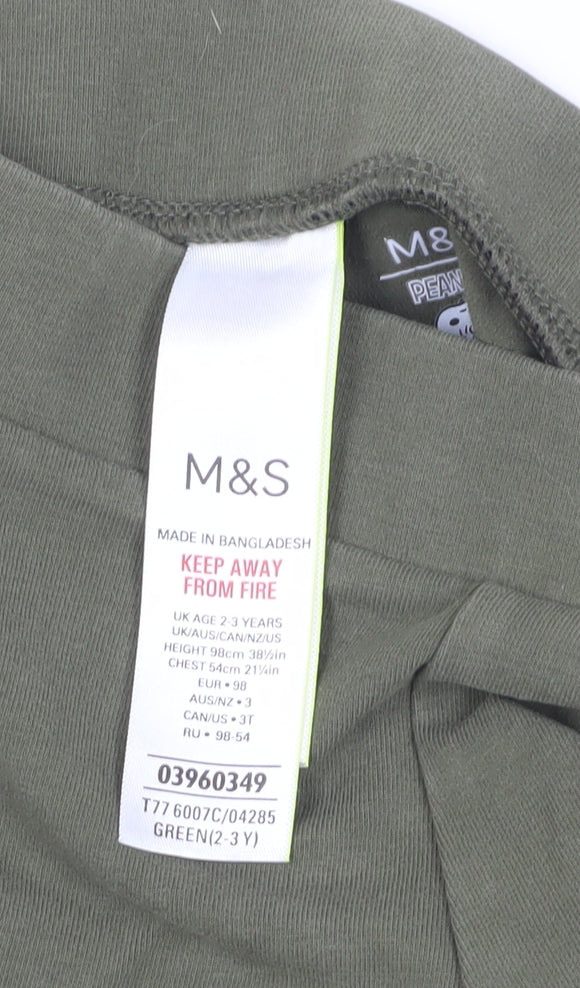 M&
PEAN
M&S
MADE IN BANGLADESH
KEEP AWAY
FROM FIRE
UK AGE 2-3 YEARS
UK/AUS/CAN/NZ/US
HEIGHT 98cm 38½in
CHEST 54cm 21¼in
EUR • 98
AUS/NZ • 3
CAN/US • 3T
RU • 98-54
03960349
T77 6007C/04285
GREEN(2-3 Y)